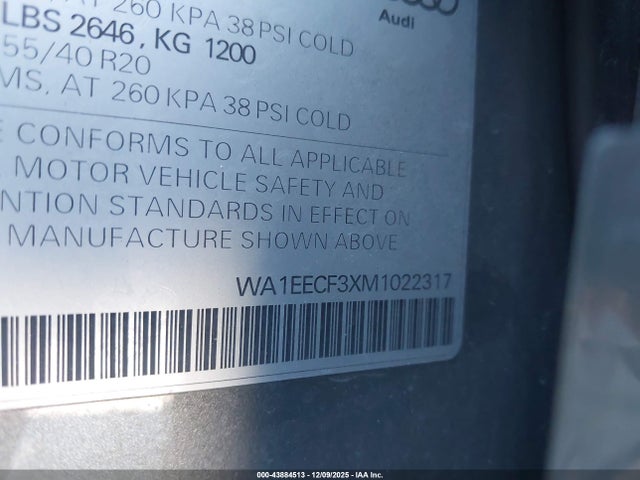 AT 260 KPA 38 PSI COLD
LBS 2646, KG 1200
55/40 R20
MS, AT 260 KPA 38 PSI COLD
Audi
E CONFORMS TO ALL APPLICABLE
MOTOR VEHICLE SAFETY AND
NTION STANDARDS IN EFFECT ON
MANUFACTURE SHOWN ABOVE
WA1EECF3XM1022317
000-43884513 - 12/09/2025 - IAA Inc.